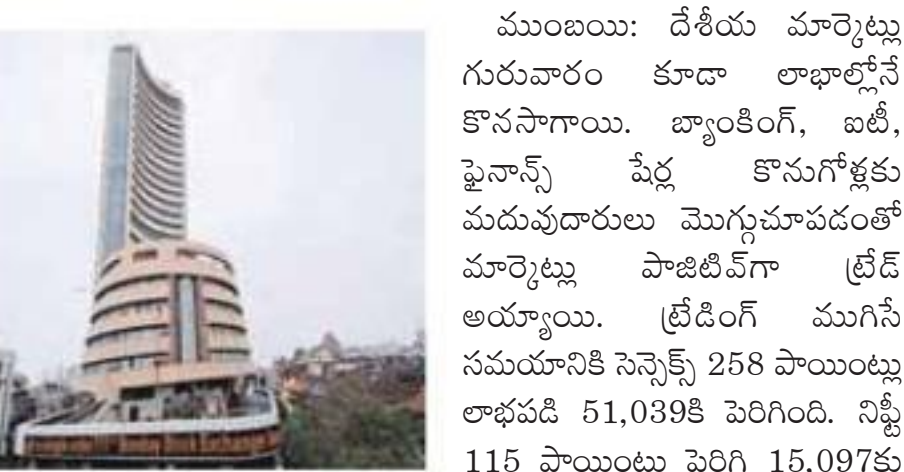 ముంబయి: దేశీయ మార్కెట్లు
గురువారం కూడా లాభాల్లోనే
కొనసాగాయి. బ్యాంకింగ్, ఐటీ,
ఫైనాన్స్ షేర్ల కొనుగోళ్లకు
మదువుదారులు మొగ్గుచూపడంతో
మార్కెట్లు పాజిటివ్‌గా ట్రేడ్
అయ్యాయి. ట్రేడింగ్ ముగిసే
సమయానికి సెన్సెక్స్ 258 పాయింట్లు
లాభపడి 51,039కి పెరిగింది. నిఫ్టీ
115 పాయింటు పెరిగి 15,097కు